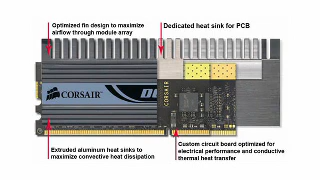 Optimized fin design to maximize
airflow through module array
Dedicated heat sink for PCB
CORSAIR
Extruded aluminum heat sinks to
maximize convective heat dissipation
Custom circuit board optimized for
electrical performance and conductive
thermal heat transfer